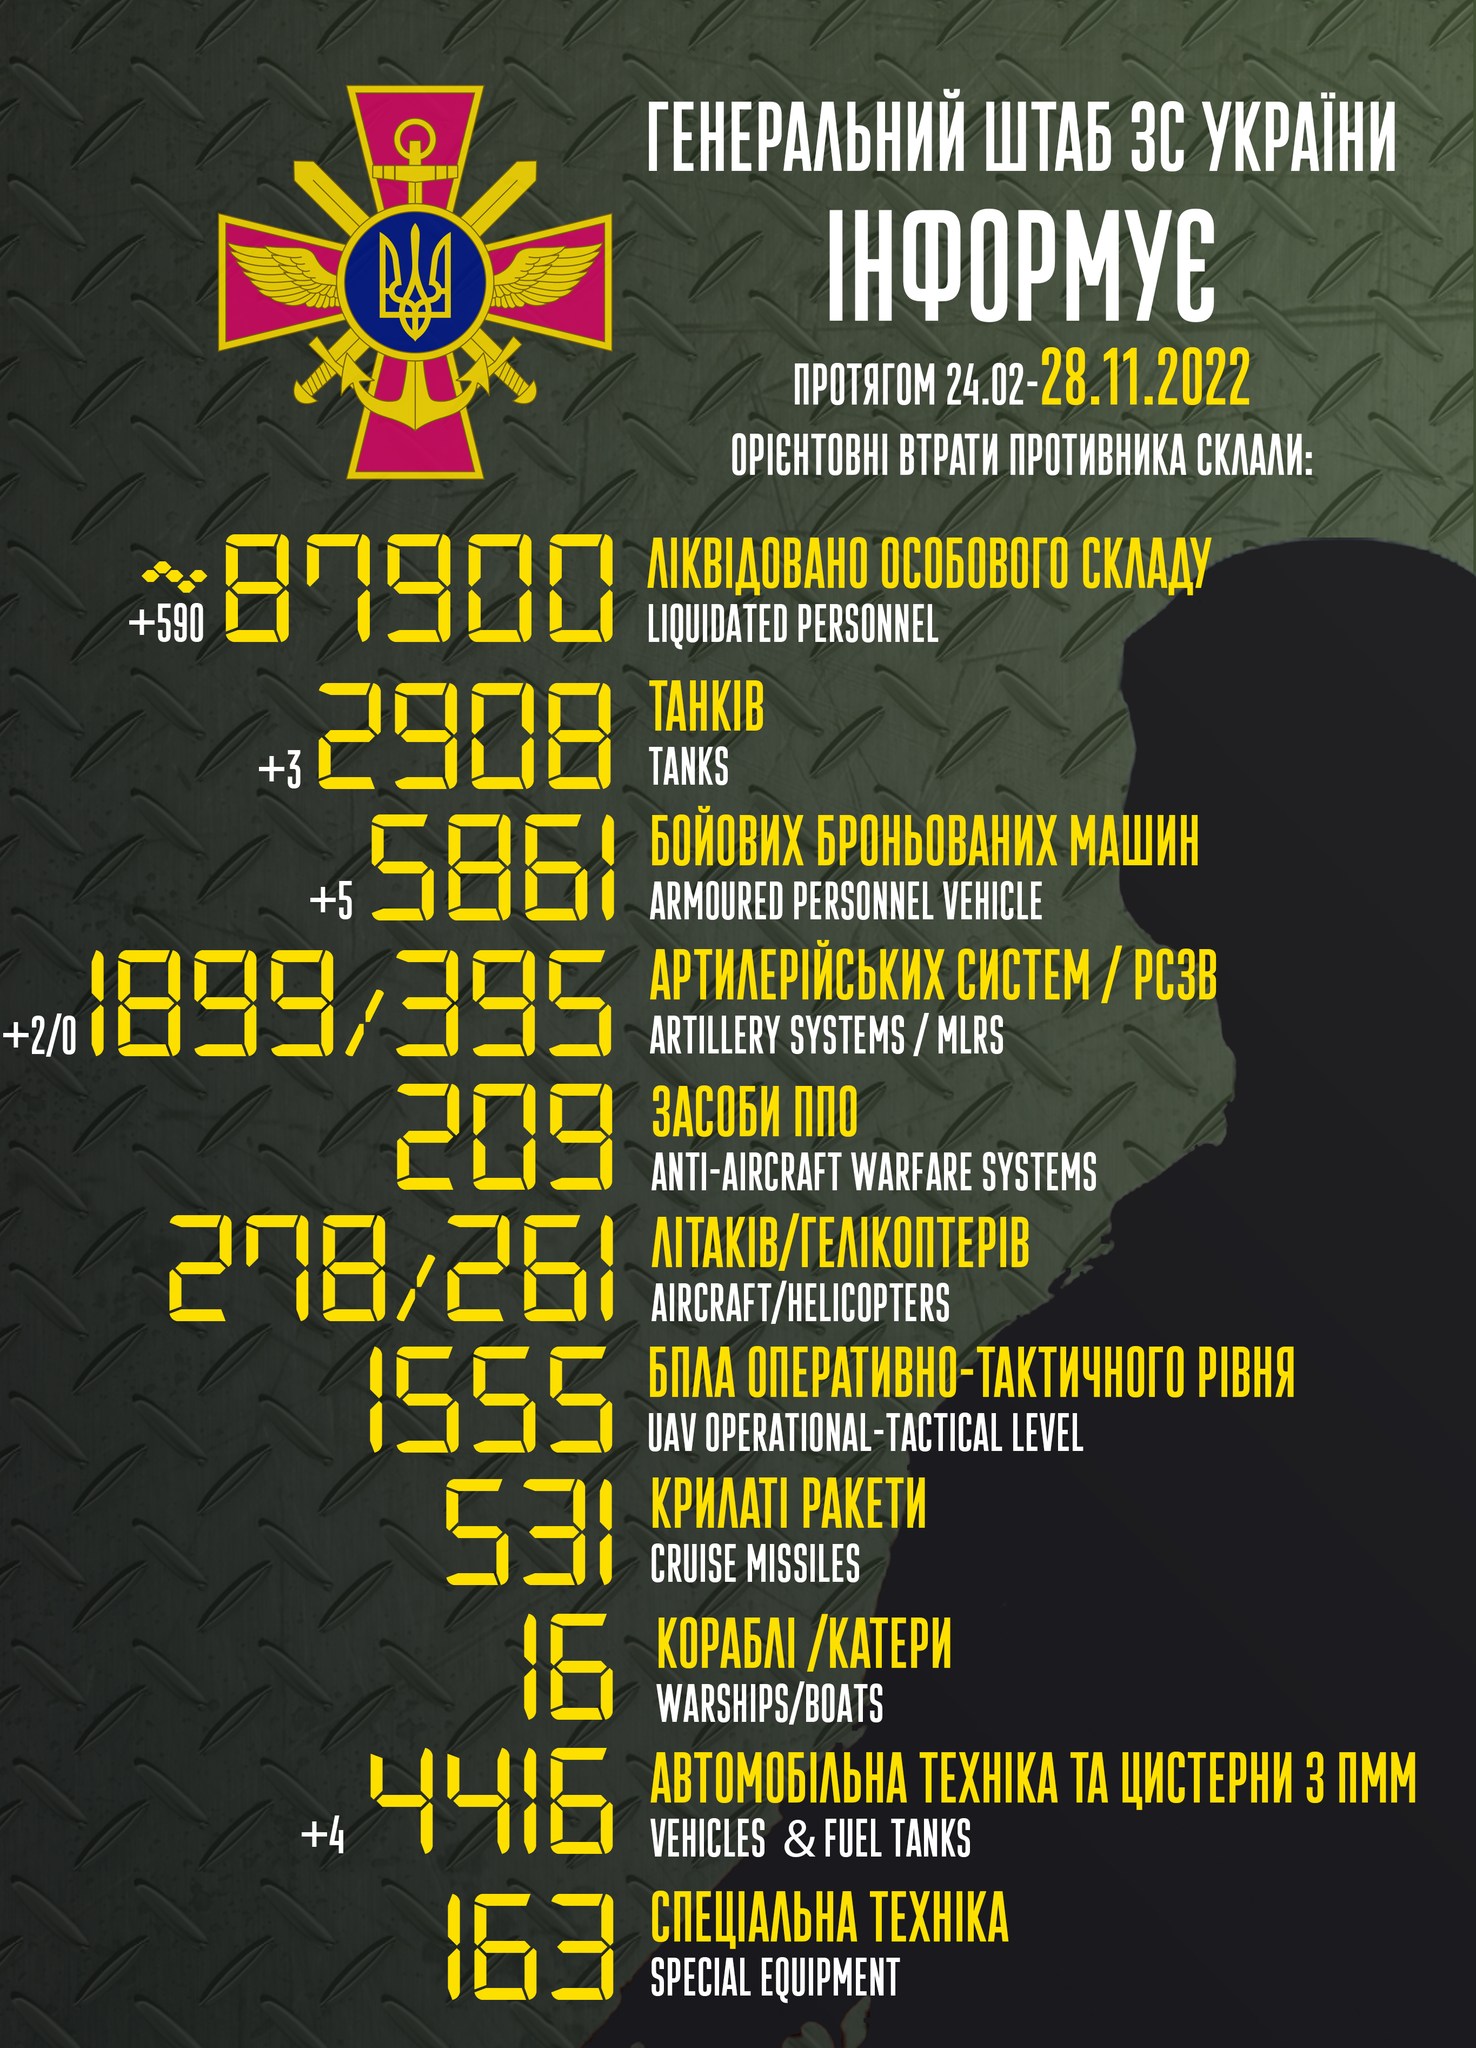 ГЕНЕРАЛЬНИЙ ШТАБ ЗС УКРАЇНИ
ІНФОРМУЄ
ПРОТЯГОМ 24.02-28.11.2022
ОРІЄНТОВНІ ВТРАТИ ПРОТИВНИКА СКЛАЛИ:
+590 ~87900 ЛІКВІДОВАНО ОСОБОВОГО СКЛАДУ
LIQUIDATED PERSONNEL
+3 2908 ТАНКІВ
TANKS
+5 5861 БОЙОВИХ БРОНЬОВАНИХ МАШИН
ARMOURED PERSONNEL VEHICLE
+2/0 1899/395 АРТИЛЕРІЙСЬКИХ СИСТЕМ / РСЗВ
ARTILLERY SYSTEMS / MLRS
209 ЗАСОБИ ППО
ANTI-AIRCRAFT WARFARE SYSTEMS
278/261 ЛІТАКІВ/ГЕЛІКОПТЕРІВ
AIRCRAFT/HELICOPTERS
1555 БПЛА ОПЕРАТИВНО-ТАКТИЧНОГО РІВНЯ
UAV OPERATIONAL-TACTICAL LEVEL
531 КРИЛАТІ РАКЕТИ
CRUISE MISSILES
16 КОРАБЛІ /КАТЕРИ
WARSHIPS/BOATS
+4 4416 АВТОМОБІЛЬНА ТЕХНІКА ТА ЦИСТЕРНИ З ПММ
VEHICLES & FUEL TANKS
163 СПЕЦІАЛЬНА ТЕХНІКА
SPECIAL EQUIPMENT